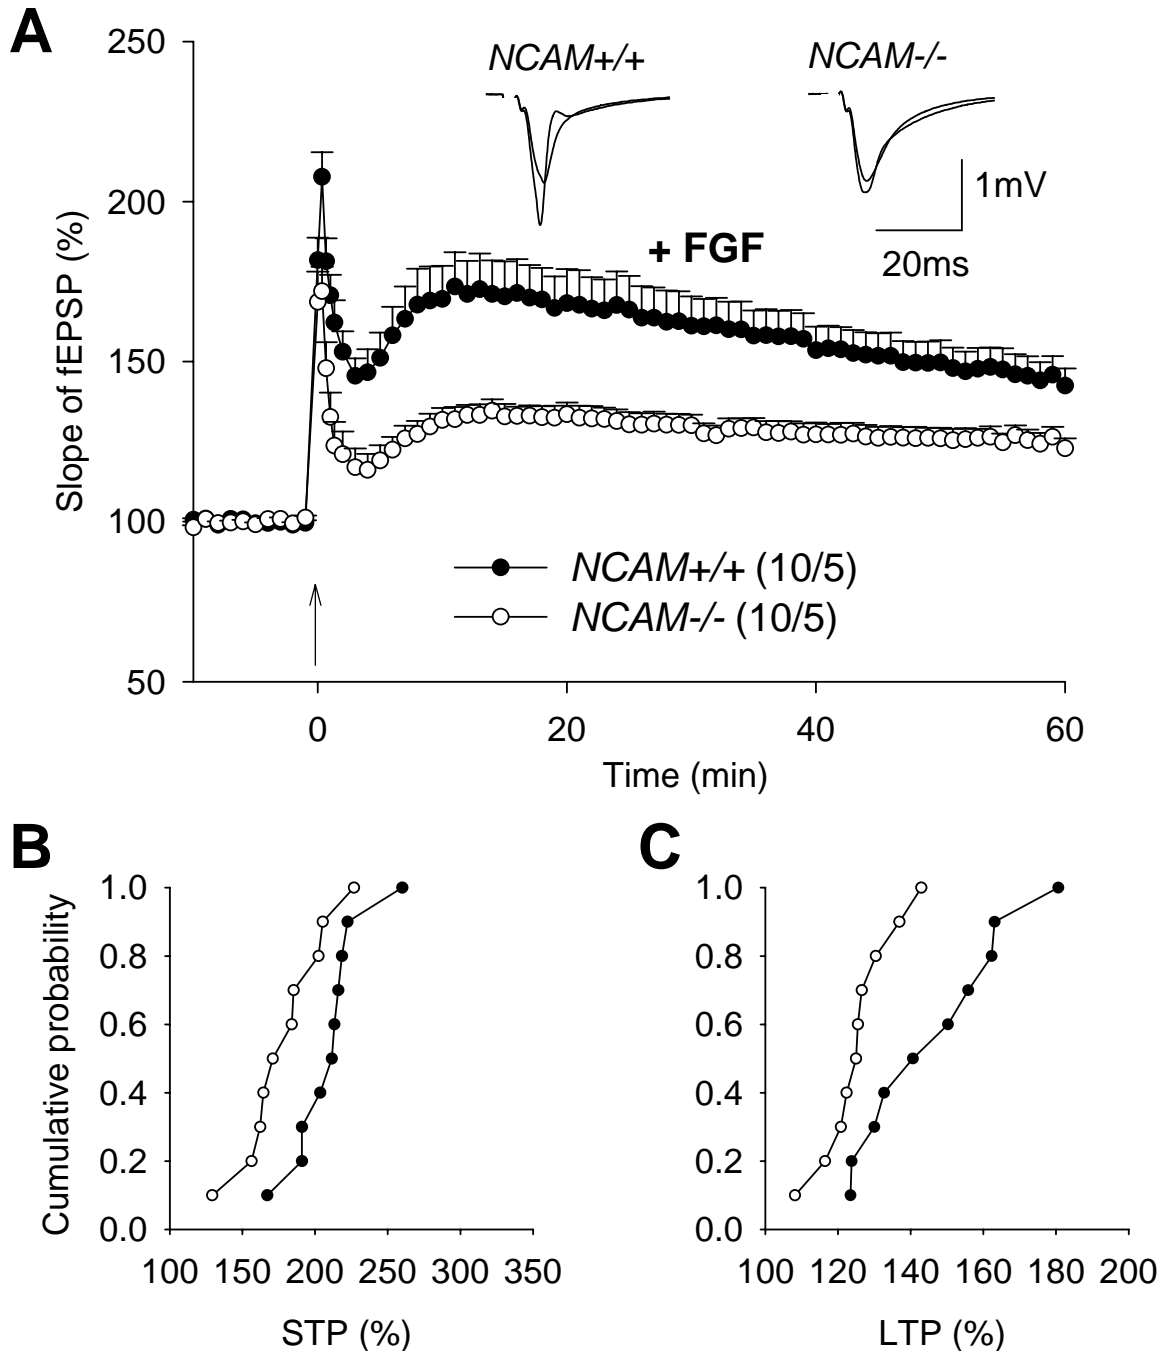 A
250
200
150
100
50
Slope of fEPSP (%)
NCAM+/+
NCAM-/-
1mV
20ms
+ FGF
NCAM+/+ (10/5)
NCAM-/- (10/5)
0 20 40 60
Time (min)
B
1.0
0.8
0.6
0.4
0.2
0.0
Cumulative probability
100 150 200 250 300 350
STP (%)
C
1.0
0.8
0.6
0.4
0.2
0.0
100 120 140 160 180 200
LTP (%)